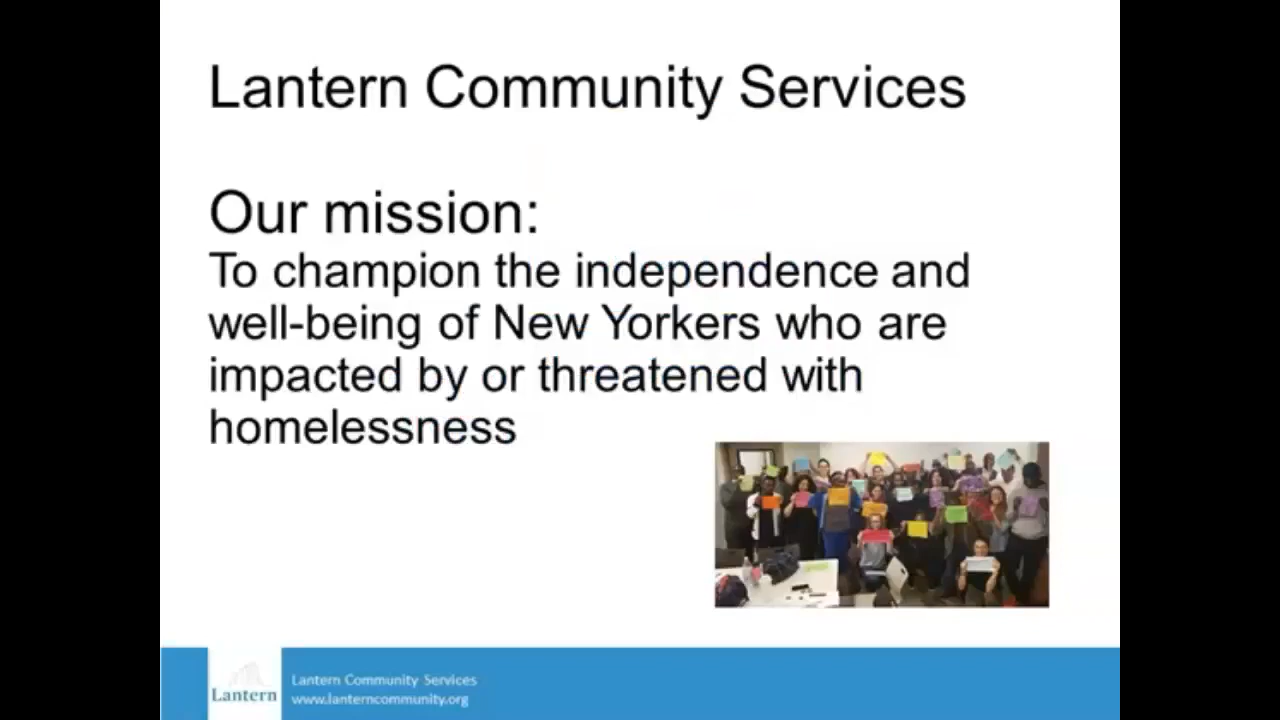 Lantern Community Services
Our mission:
To champion the independence and
well-being of New Yorkers who are
impacted by or threatened with
homelessness
Lantern
Lantern Community Services
www.lanterncommunity.org